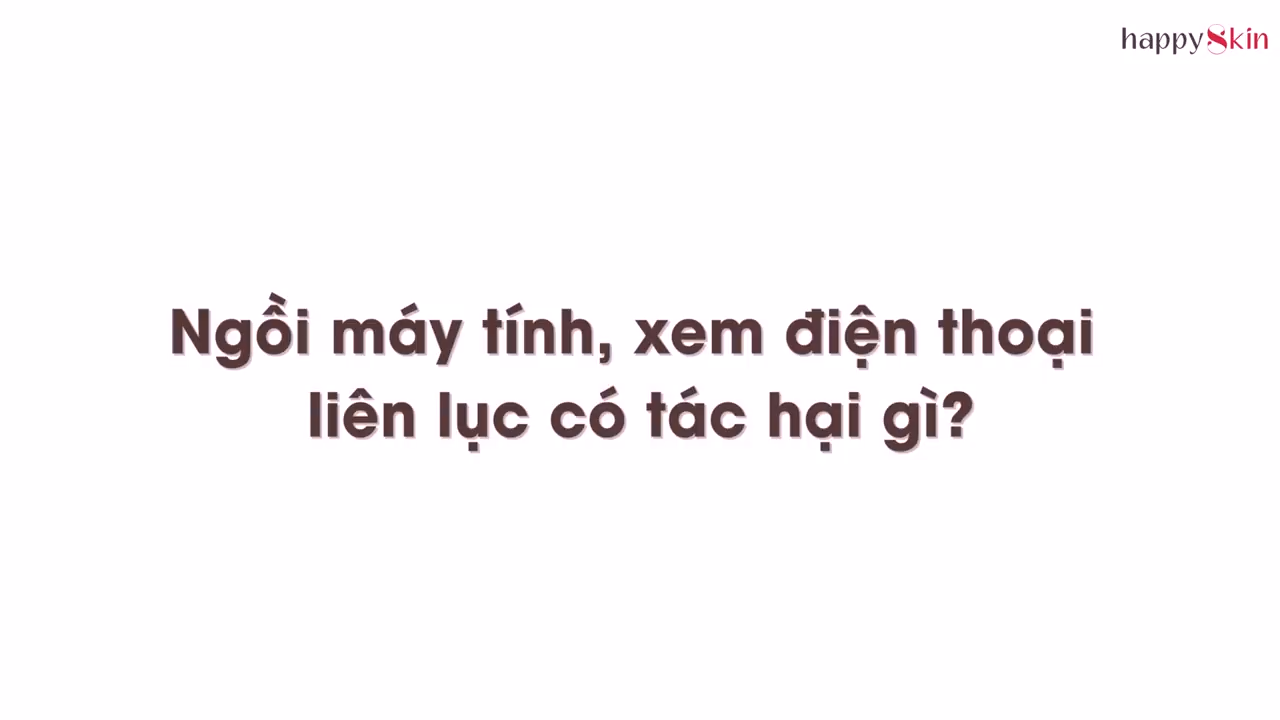 happySkin
Ngồi máy tính, xem điện thoại
liên lục có tác hại gì?